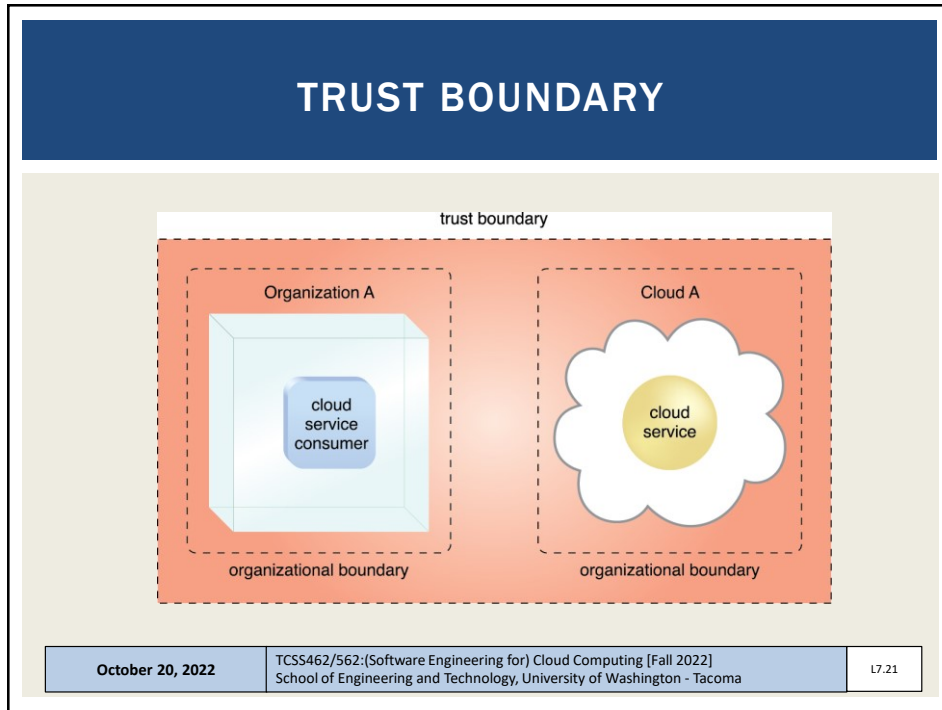 TRUST BOUNDARY
trust boundary
Organization A
cloud
service
consumer
organizational boundary
Cloud A
cloud
service
organizational boundary
October 20, 2022
TCSS462/562:(Software Engineering for) Cloud Computing [Fall 2022]
School of Engineering and Technology, University of Washington - Tacoma
L7.21